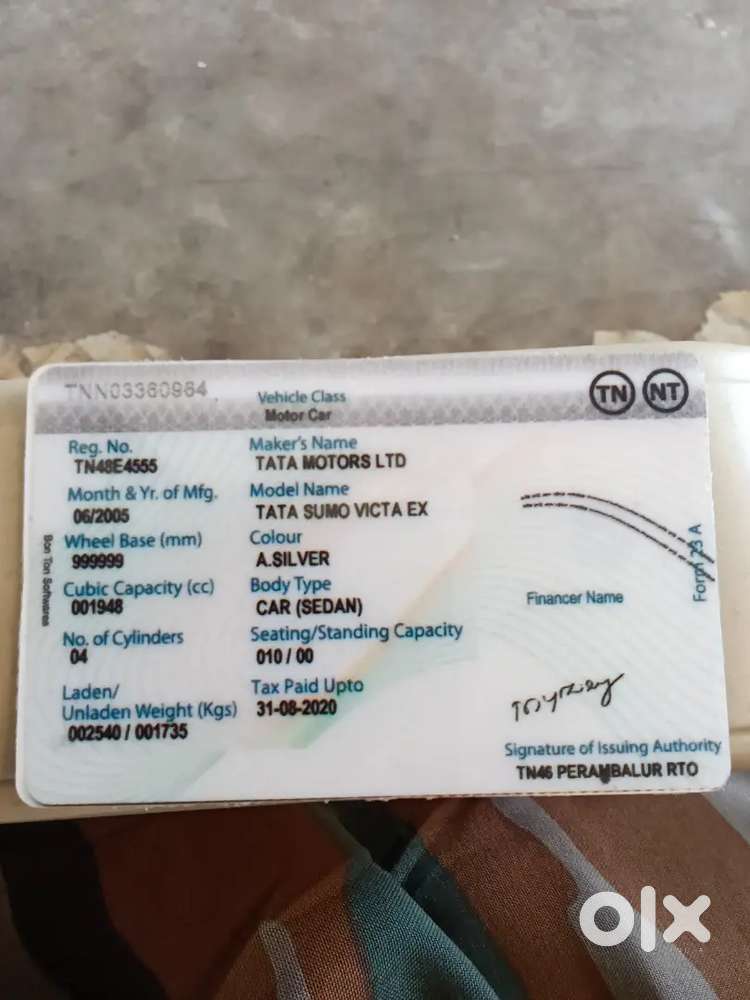 TNN03360964
Vehicle Class
Motor Car
TN NT
Reg. No.
TN48E4555
Maker's Name
TATA MOTORS LTD
Month & Yr. of Mfg.
06/2005
Model Name
TATA SUMO VICTA EX
Wheel Base (mm)
999999
Colour
A.SILVER
Cubic Capacity (cc)
001948
Body Type
CAR (SEDAN)
No. of Cylinders
04
Seating/Standing Capacity
010 / 00
Laden/
Unladen Weight (Kgs)
002540 / 001735
Tax Paid Upto
31-08-2020
Financer Name
Form 23 A
Bon Ton Softwares
Signature of Issuing Authority
TN46 PERAMBALUR RTO
olx